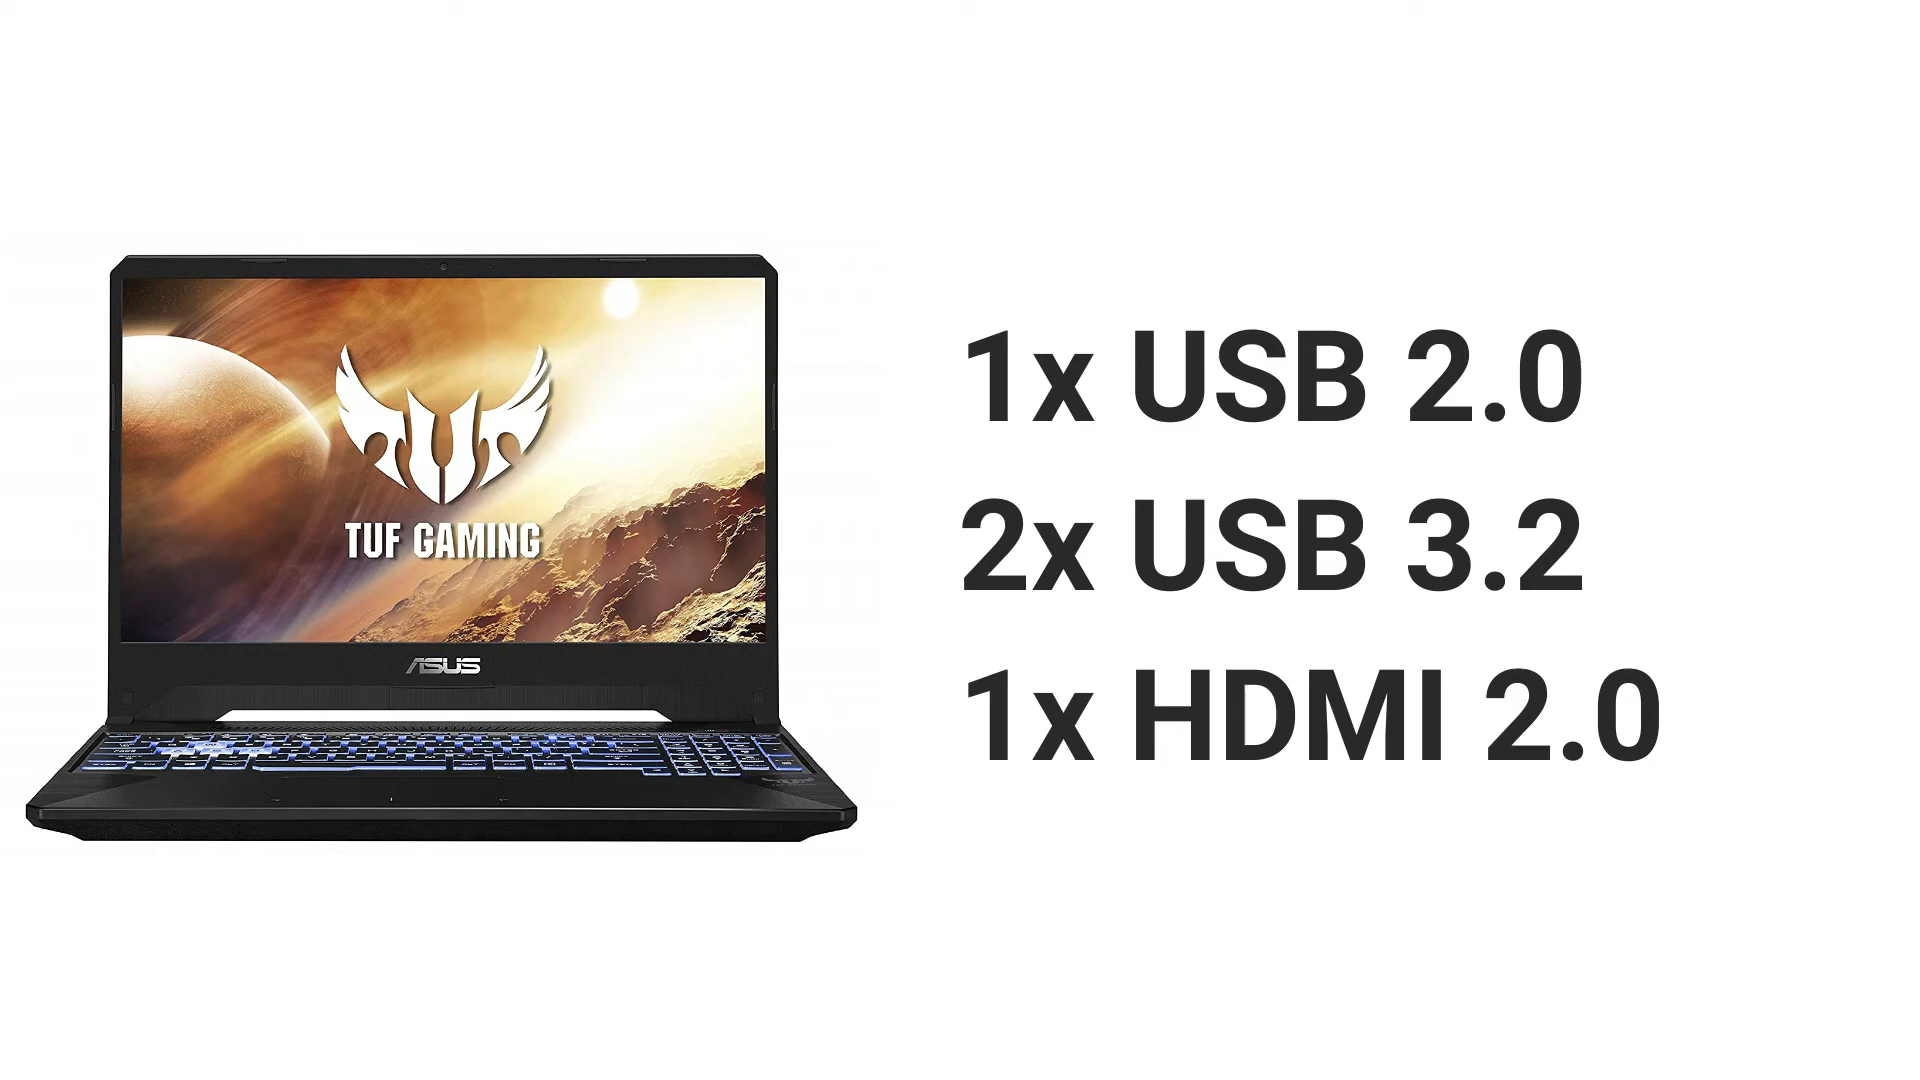 TUF GAMING
ASUS
1x USB 2.0
2x USB 3.2
1x HDMI 2.0